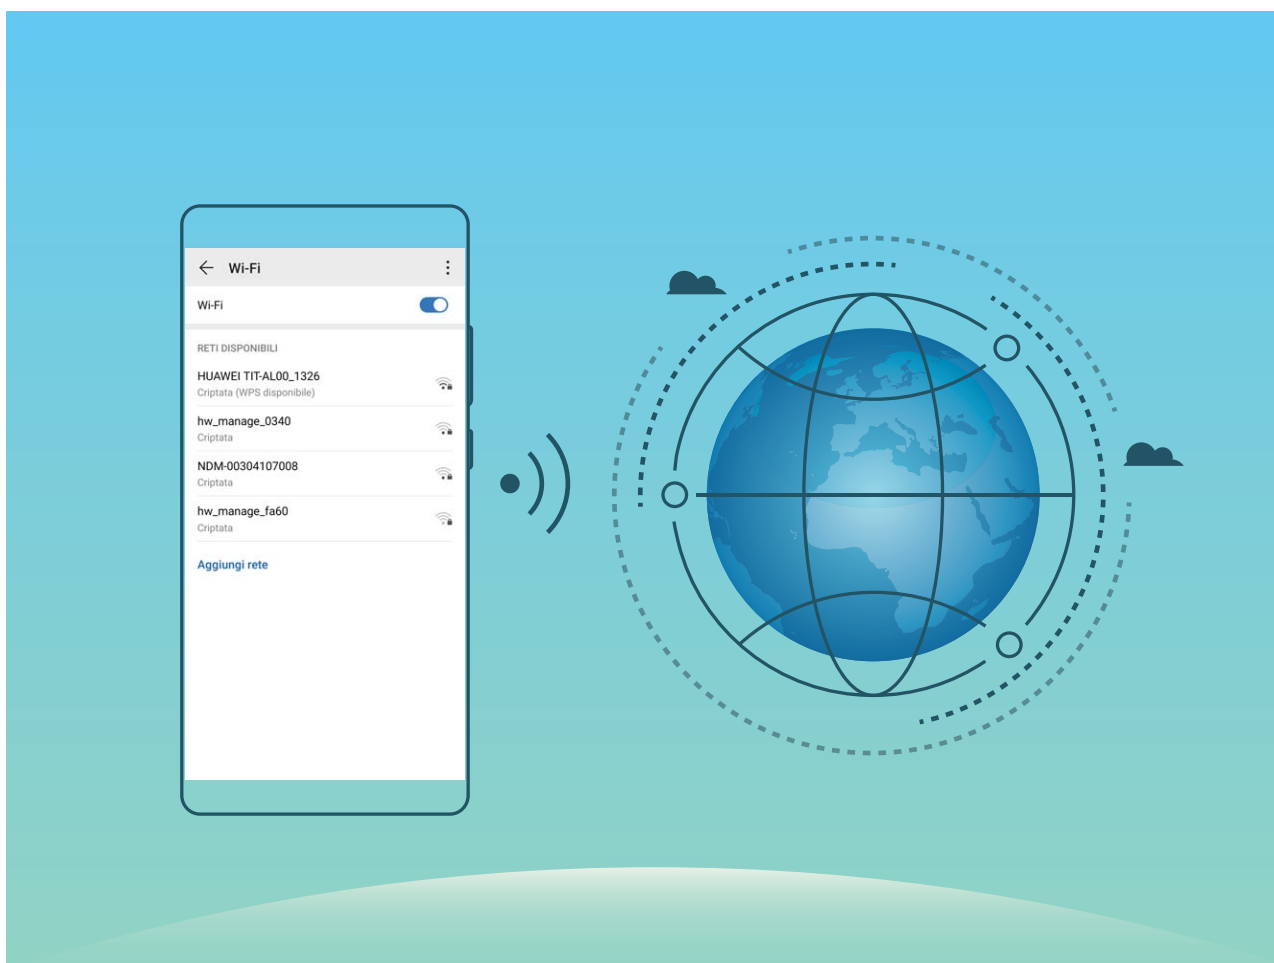 Wi-Fi
Wi-Fi
RETI DISPONIBILI
HUAWEI TIT-AL00_1326
Criptata (WPS disponibile)
hw_manage_0340
Criptata
NDM-00304107008
Criptata
hw_manage_fa60
Criptata
Aggiungi rete